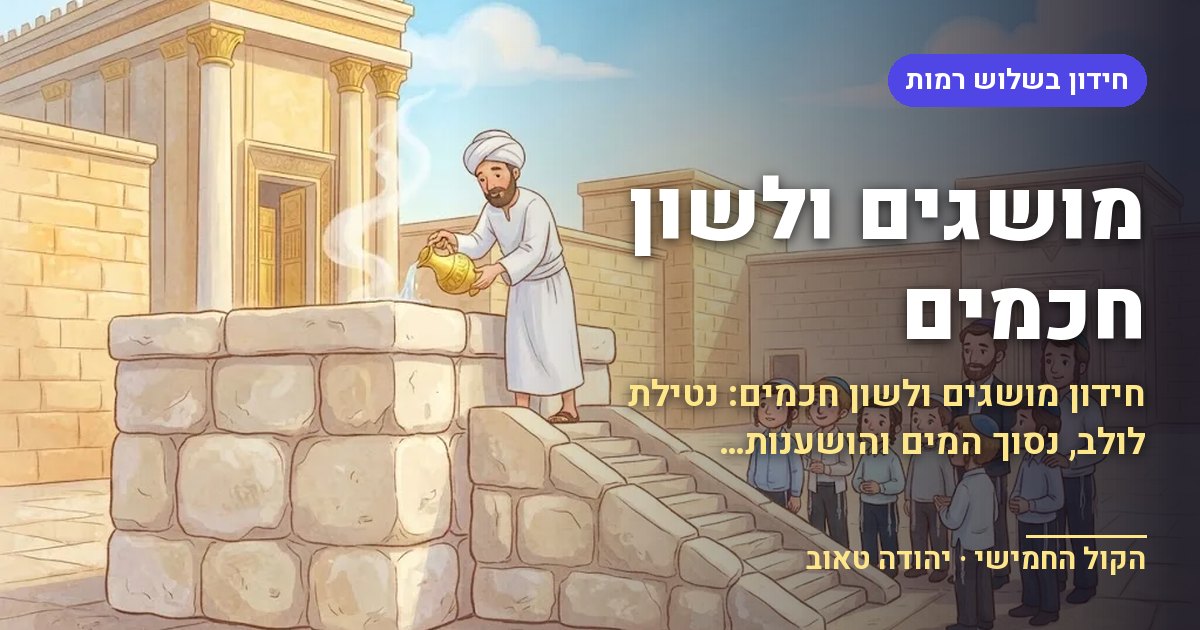 חידון בשלוש רמות
מושגים ולשון
חכמים
חידון מושגים ולשון חכמים: נטילת
לולב, נסוך המים והושענות...
הקול החמישי · יהודה טאוב